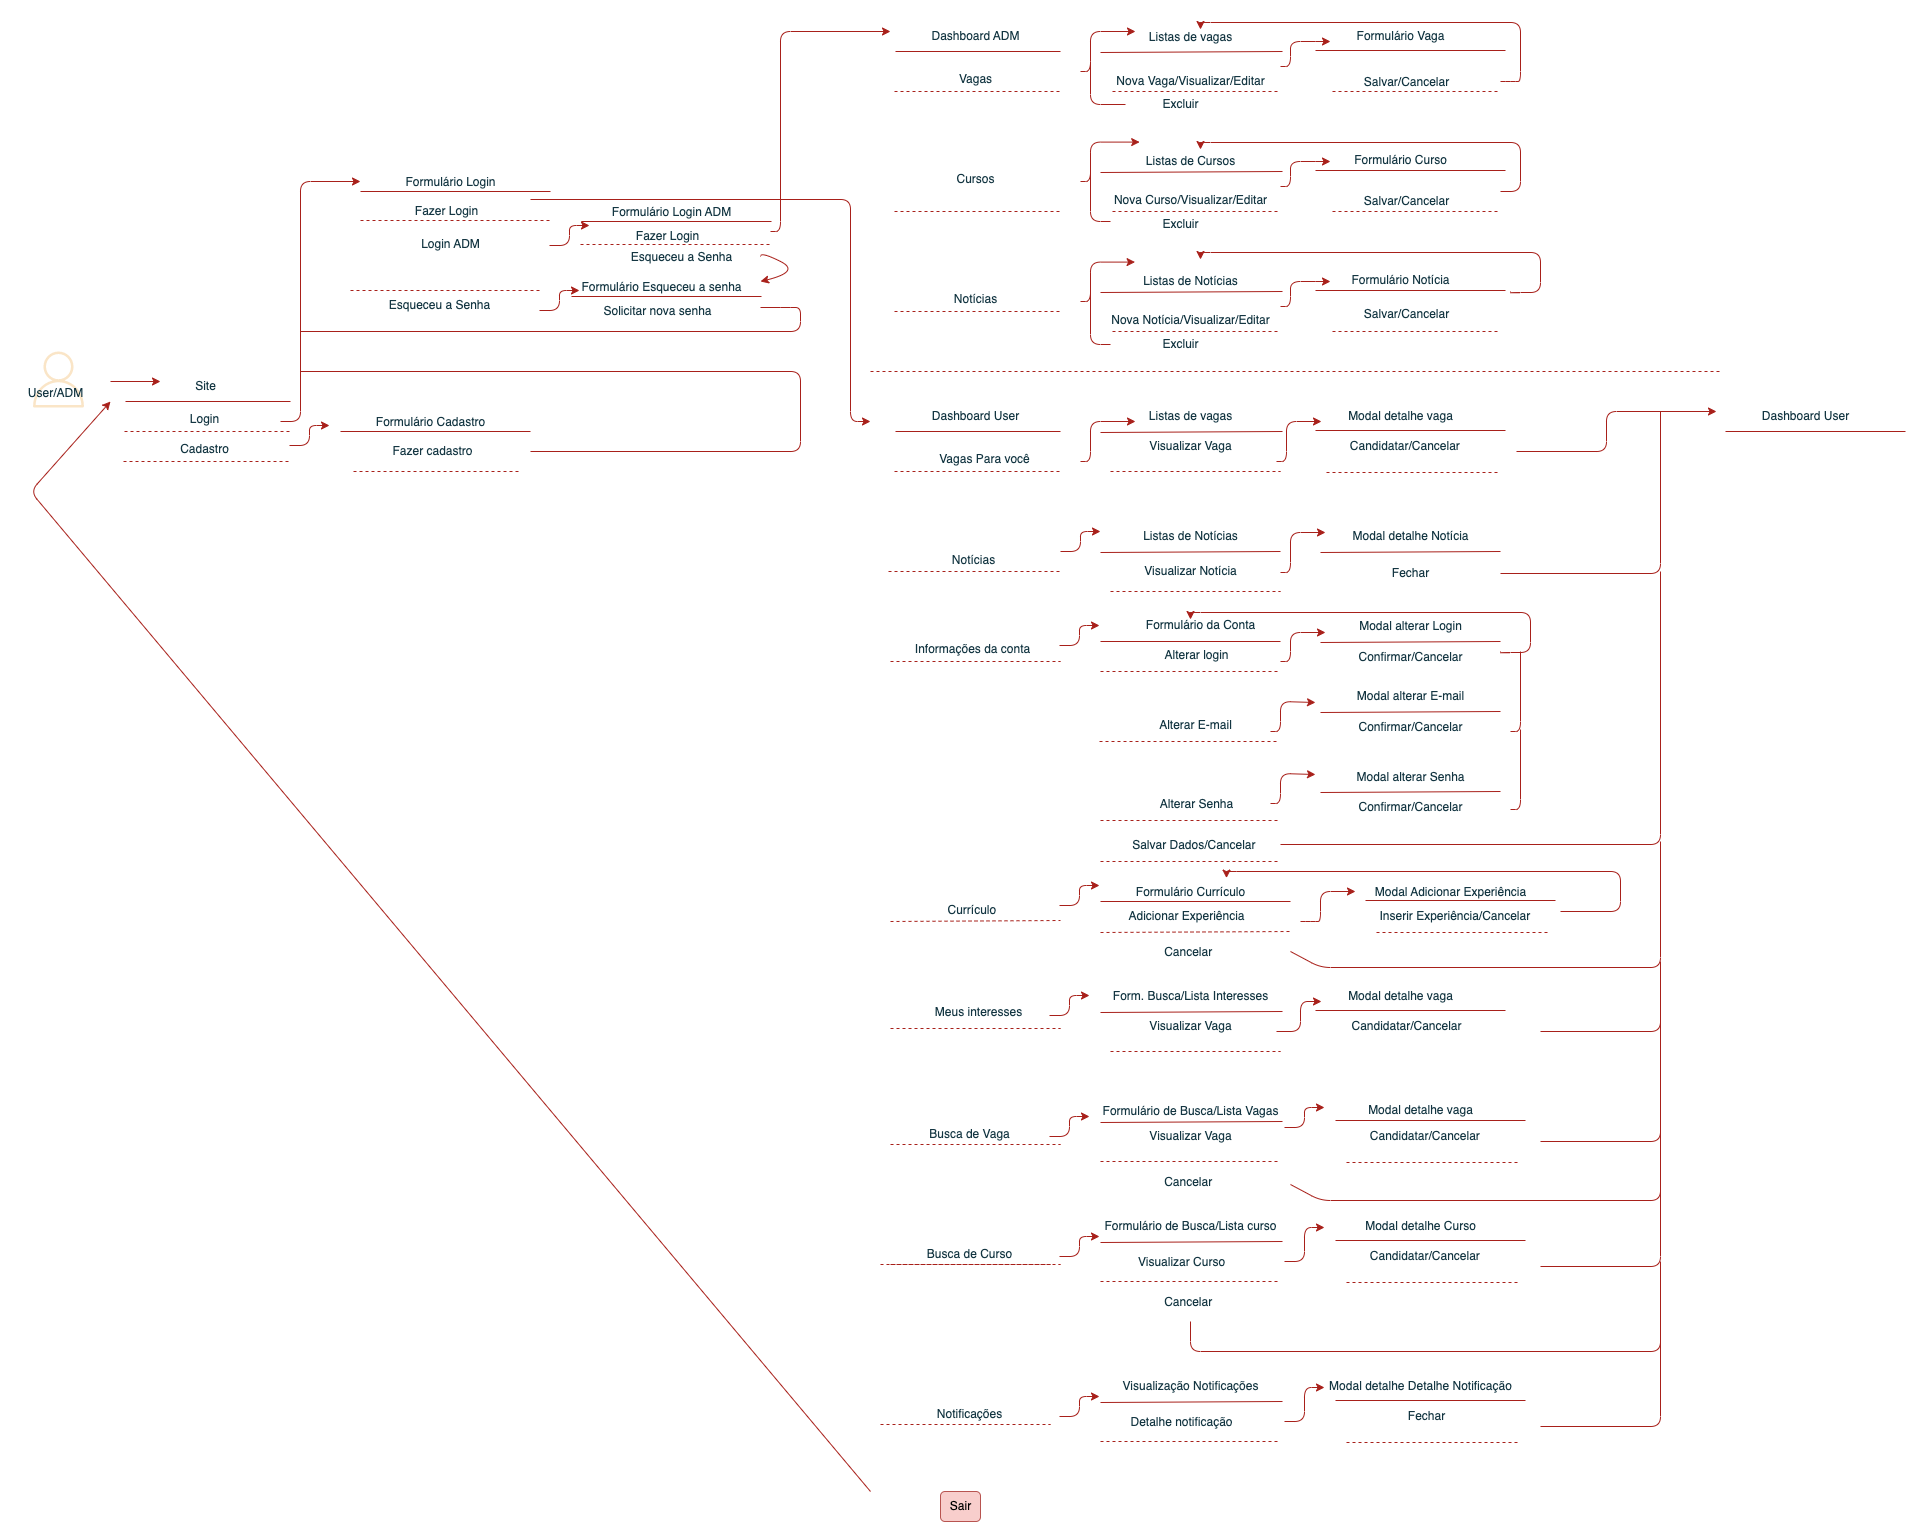 User/ADM
Site
Login
Cadastro
Formulário Login
Fazer Login
Login ADM
Esqueceu a Senha
Formulário Login ADM
Fazer Login
Esqueceu a Senha
Formulário Esqueceu a senha
Solicitar nova senha
Formulário Cadastro
Fazer cadastro
Dashboard ADM
Vagas
Listas de vagas
Nova Vaga/Visualizar/Editar
Excluir
Formulário Vaga
Salvar/Cancelar
Cursos
Listas de Cursos
Nova Curso/Visualizar/Editar
Excluir
Formulário Curso
Salvar/Cancelar
Notícias
Listas de Notícias
Nova Notícia/Visualizar/Editar
Excluir
Formulário Notícia
Salvar/Cancelar
Dashboard User
Vagas Para você
Listas de vagas
Visualizar Vaga
Modal detalhe vaga
Candidatar/Cancelar
Dashboard User
Notícias
Listas de Notícias
Visualizar Notícia
Modal detalhe Notícia
Fechar
Informações da conta
Formulário da Conta
Alterar login
Modal alterar Login
Confirmar/Cancelar
Alterar E-mail
Modal alterar E-mail
Confirmar/Cancelar
Alterar Senha
Modal alterar Senha
Confirmar/Cancelar
Salvar Dados/Cancelar
Currículo
Formulário Currículo
Adicionar Experiência
Cancelar
Modal Adicionar Experiência
Inserir Experiência/Cancelar
Meus interesses
Form. Busca/Lista Interesses
Visualizar Vaga
Modal detalhe vaga
Candidatar/Cancelar
Busca de Vaga
Formulário de Busca/Lista Vagas
Visualizar Vaga
Cancelar
Modal detalhe vaga
Candidatar/Cancelar
Busca de Curso
Formulário de Busca/Lista curso
Visualizar Curso
Cancelar
Modal detalhe Curso
Candidatar/Cancelar
Notificações
Visualização Notificações
Detalhe notificação
Modal detalhe Detalhe Notificação
Fechar
Sair